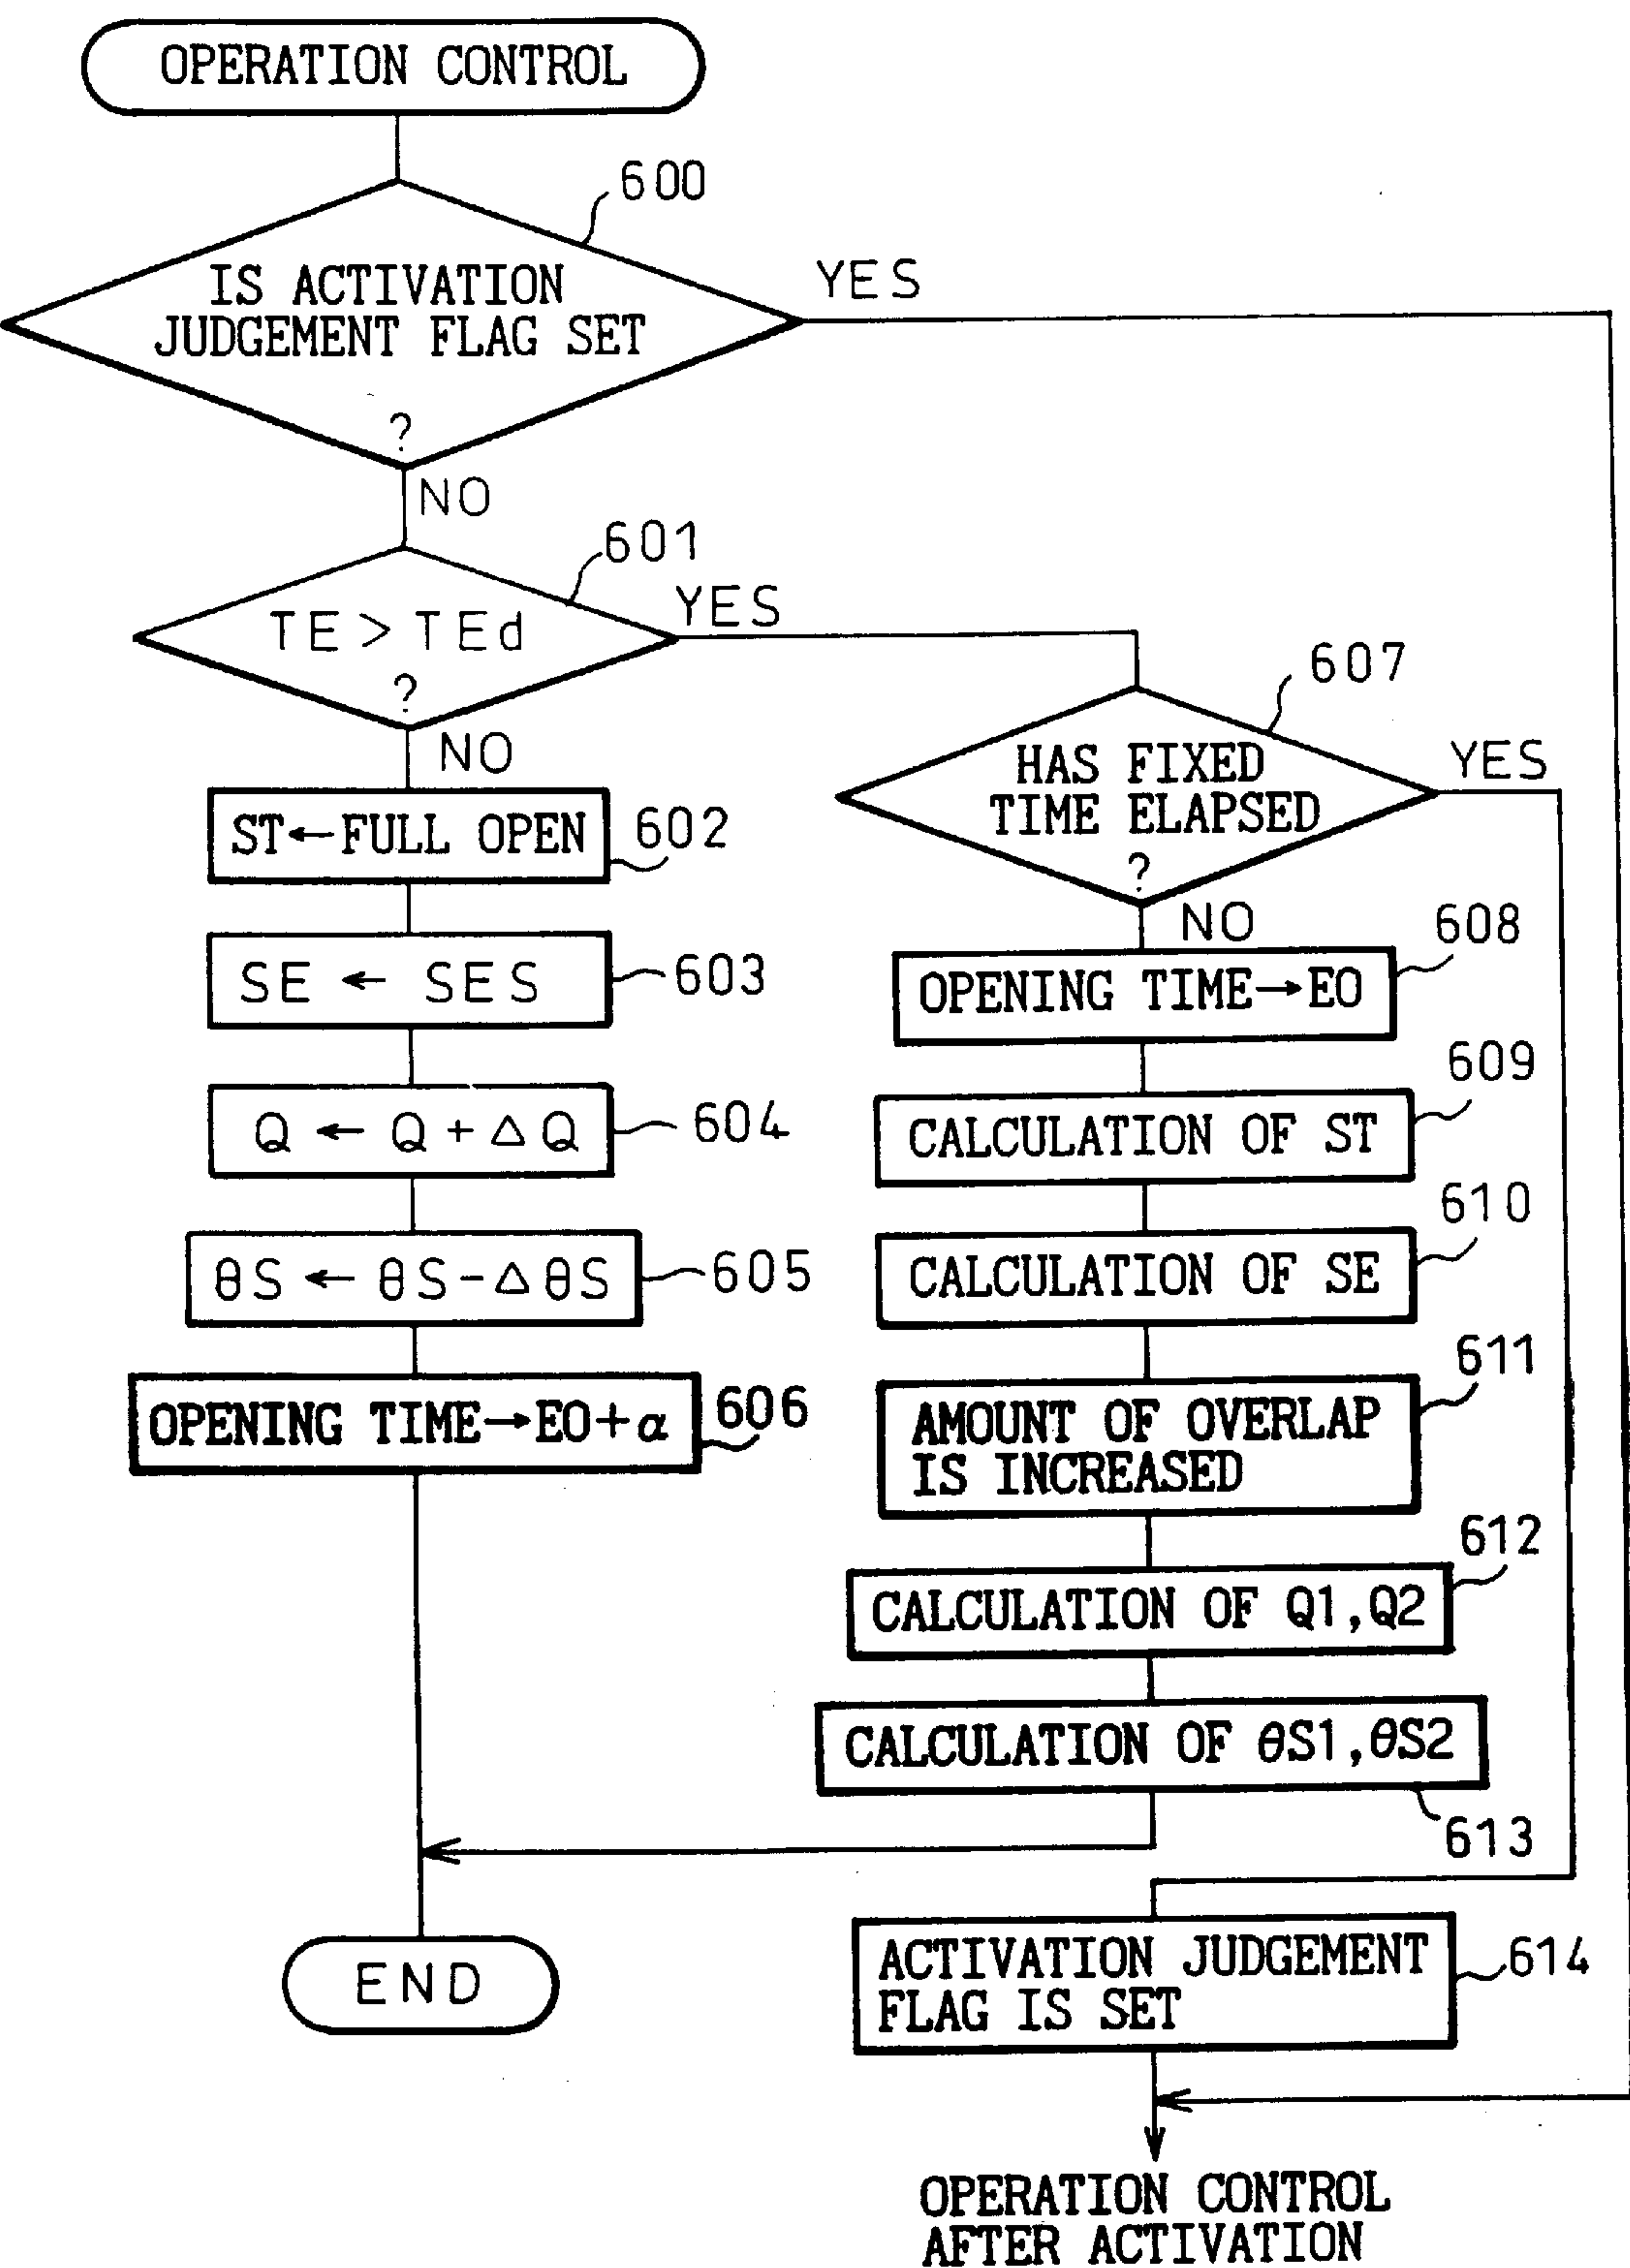 OPERATION CONTROL
600
IS ACTIVATION
JUDGEMENT FLAG SET
?
YES
NO
601
TE > TEd
?
YES
NO
607
HAS FIXED
TIME ELAPSED
?
YES
NO
ST←FULL OPEN
602
SE ← SES
603
Q ← Q + △Q
604
θS ← θS - △θS
605
OPENING TIME→EO+α
606
608
OPENING TIME→EO
609
CALCULATION OF ST
610
CALCULATION OF SE
611
AMOUNT OF OVERLAP
IS INCREASED
612
CALCULATION OF Q1,Q2
CALCULATION OF θS1,θS2
613
END
ACTIVATION JUDGEMENT
FLAG IS SET
614
OPERATION CONTROL
AFTER ACTIVATION